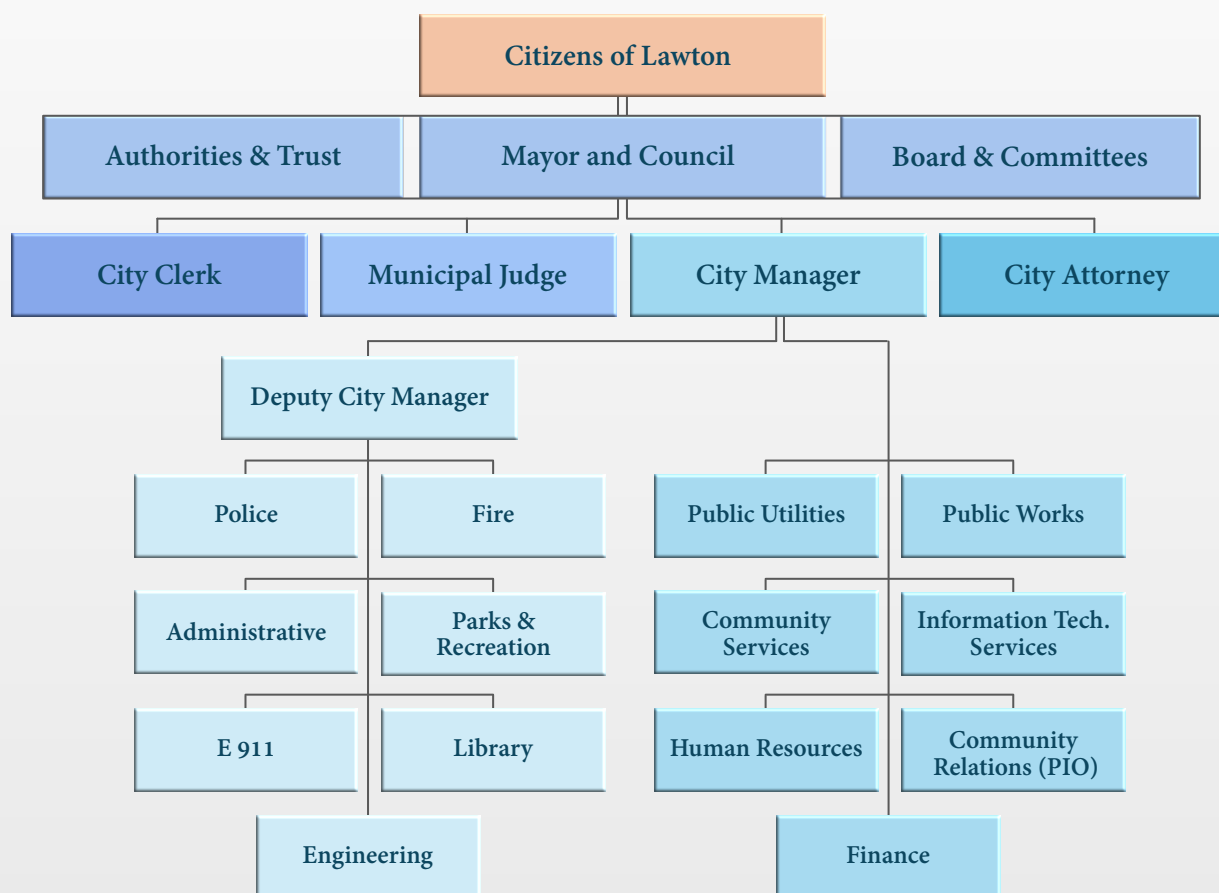 Citizens of Lawton
Authorities & Trust
Mayor and Council
Board & Committees
City Clerk
Municipal Judge
City Manager
City Attorney
Deputy City Manager
Police
Fire
Public Utilities
Public Works
Administrative
Parks &
Recreation
Community
Services
Information Tech.
Services
E 911
Library
Human Resources
Community
Relations (PIO)
Engineering
Finance